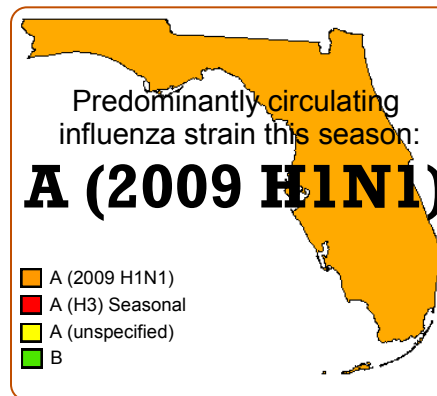 Predominantly circulating
influenza strain this season:
A (2009 H1N1)
A (2009 H1N1)
A (H3) Seasonal
A (unspecified)
B